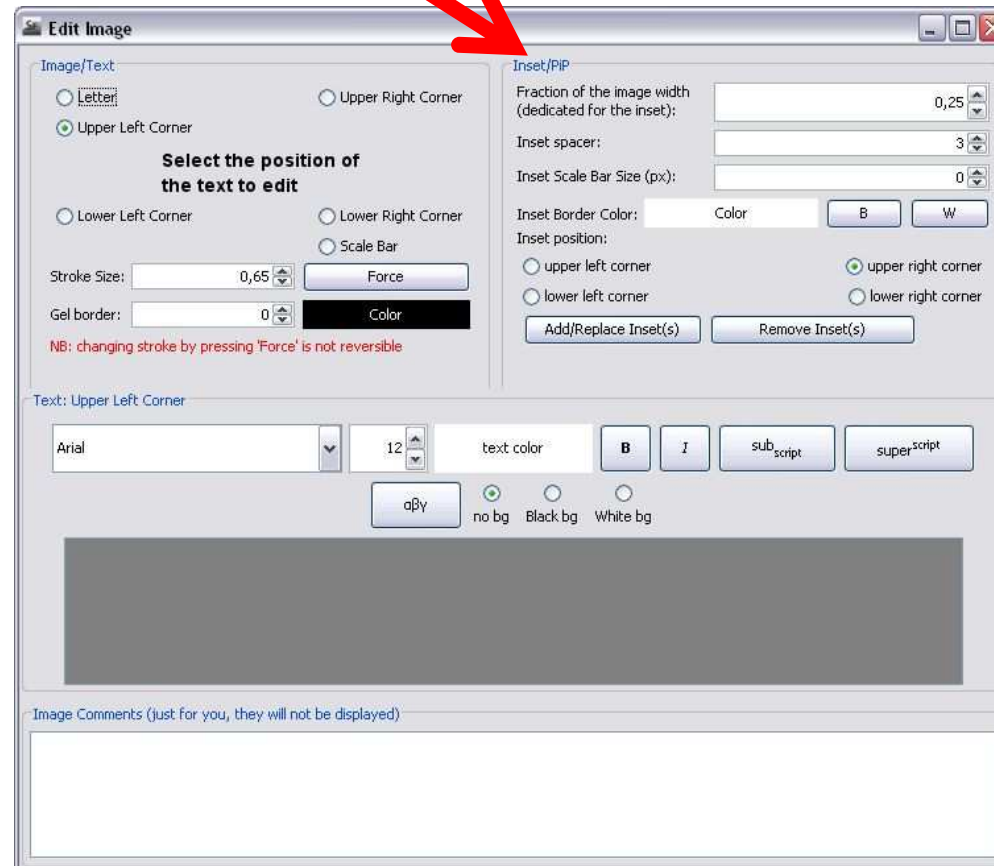 Edit Image
Image/Text
Letter
Upper Right Corner
Upper Left Corner
Select the position of
the text to edit
Lower Left Corner
Lower Right Corner
Scale Bar
Stroke Size:
0,65
Force
Gel border:
0
Color
NB: changing stroke by pressing 'Force' is not reversible
Inset/PiP
Fraction of the image width
(dedicated for the inset):
0,25
Inset spacer:
3
Inset Scale Bar Size (px):
0
Inset Border Color:
Color
B
W
Inset position:
upper left corner
upper right corner
lower left corner
lower right corner
Add/Replace Inset(s)
Remove Inset(s)
Text: Upper Left Corner
Arial
12
text color
B
I
subscript
superscript
αβγ
no bg
Black bg
White bg
Image Comments (just for you, they will not be displayed)